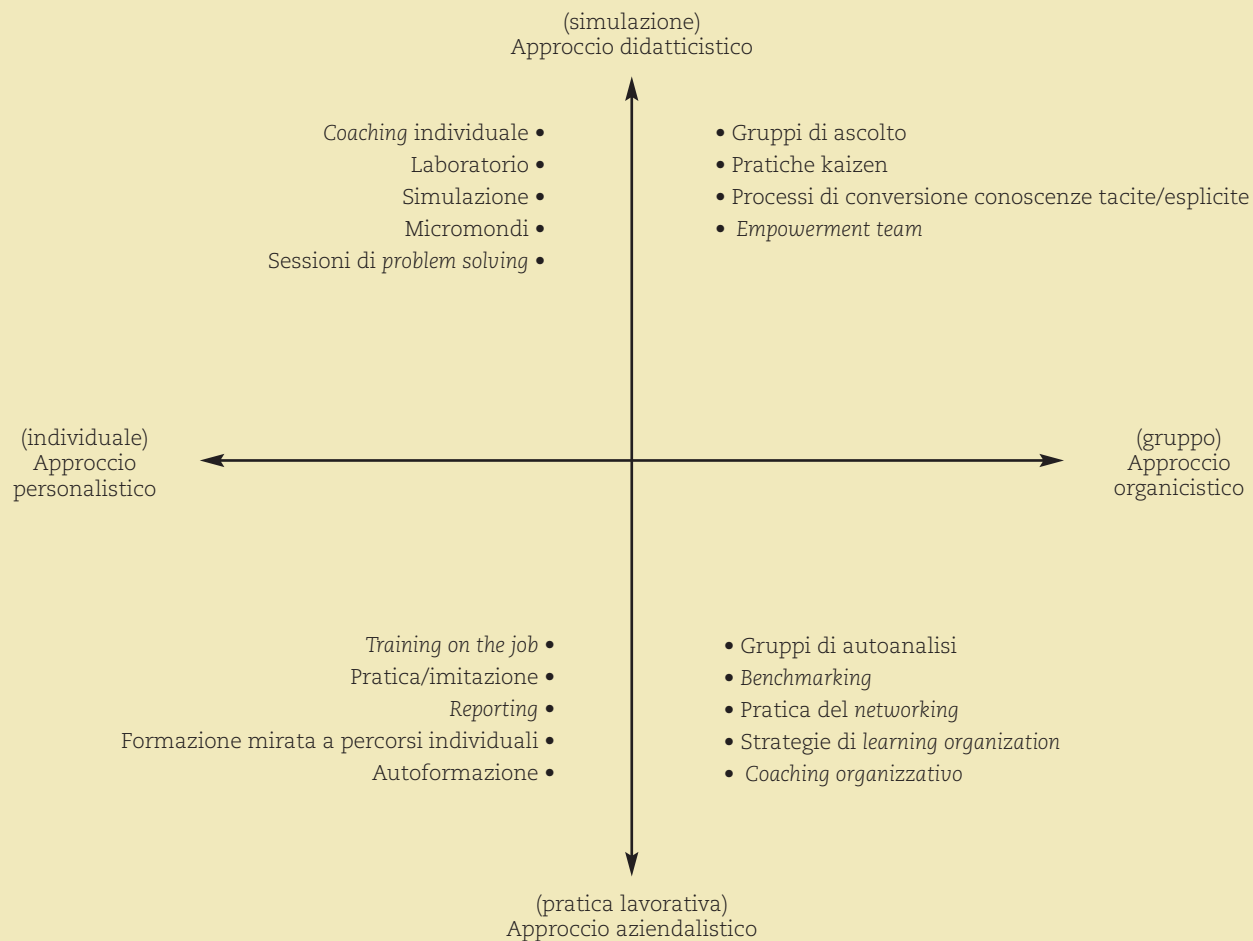 (simulazione)
Approccio didatticistico
Coaching individuale •
Laboratorio •
Simulazione •
Micromondi •
Sessioni di problem solving •
• Gruppi di ascolto
• Pratiche kaizen
• Processi di conversione conoscenze tacite/esplicite
• Empowerment team
(individuale)
Approccio
personalistico
(gruppo)
Approccio
organicistico
Training on the job •
Pratica/imitazione •
Reporting •
Formazione mirata a percorsi individuali •
Autoformazione •
• Gruppi di autoanalisi
• Benchmarking
• Pratica del networking
• Strategie di learning organization
• Coaching organizzativo
(pratica lavorativa)
Approccio aziendalistico